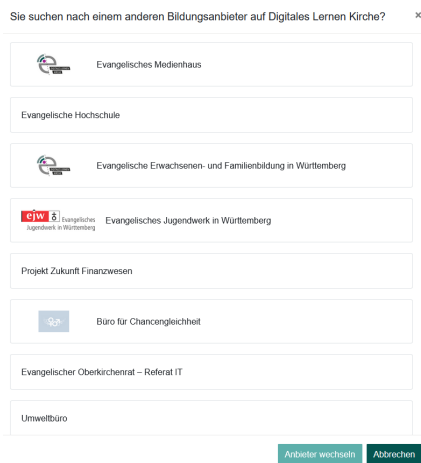 Sie suchen nach einem anderen Bildungsanbieter auf Digitales Lernen Kirche? ×
Evangelisches Medienhaus
Evangelische Hochschule
Evangelische Erwachsenen- und Familienbildung in Württemberg
ejw Evangelisches
Jugendwerk in Württemberg
Evangelisches Jugendwerk in Württemberg
Projekt Zukunft Finanzwesen
Büro für Chancengleichheit
Evangelischer Oberkirchenrat – Referat IT
Umweltbüro
Anbieter wechseln Abbrechen